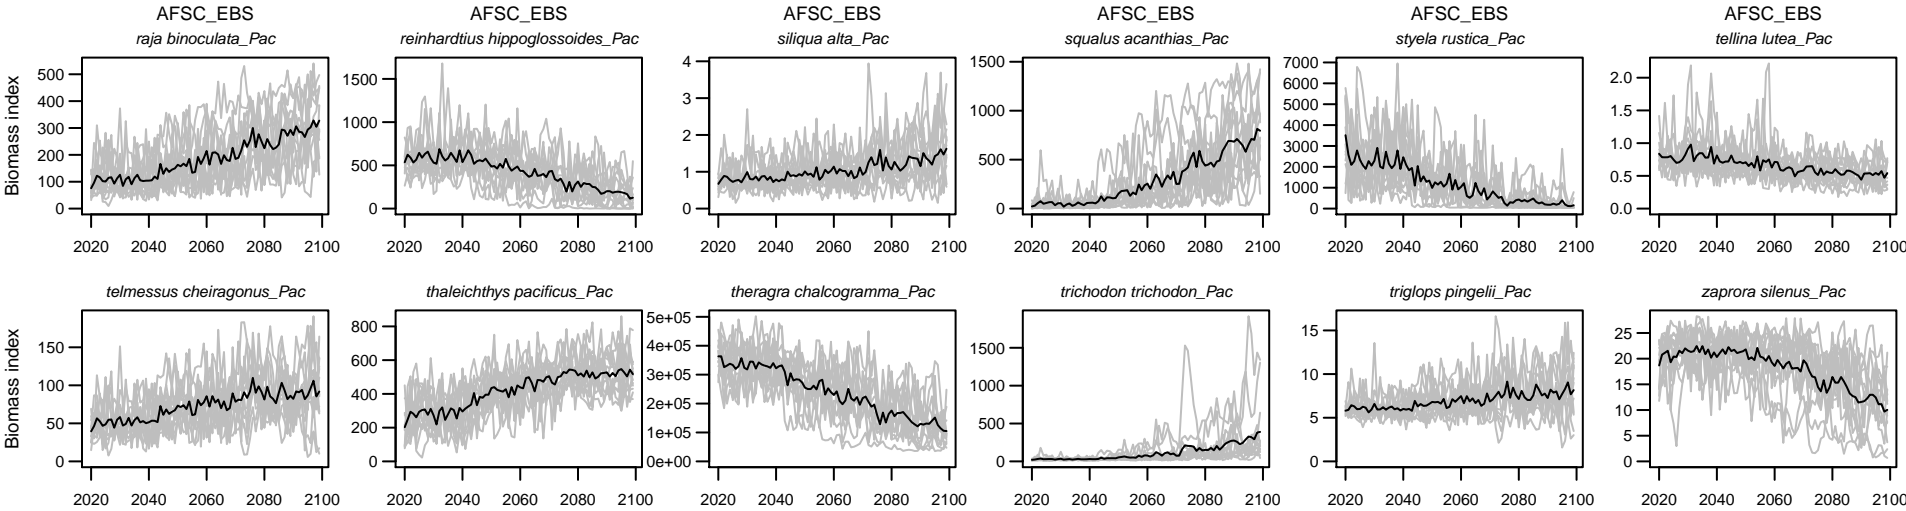 AFSC_EBS AFSC_EBS AFSC_EBS AFSC_EBS AFSC_EBS AFSC_EBS
raja binoculata_Pac reinhardtius hippoglossoides_Pac siliqua alta_Pac squalus acanthias_Pac styela rustica_Pac tellina lutea_Pac
Biomass index
500 400 300 200 100 0
2020 2040 2060 2080 2100
1500 1000 500 0
2020 2040 2060 2080 2100
4 3 2 1 0
2020 2040 2060 2080 2100
1500 1000 500 0
2020 2040 2060 2080 2100
7000 6000 5000 4000 3000 2000 1000 0
2020 2040 2060 2080 2100
2.0 1.5 1.0 0.5 0.0
2020 2040 2060 2080 2100
telmessus cheiragonus_Pac thaleichthys pacificus_Pac theragra chalcogramma_Pac trichodon trichodon_Pac triglops pingelii_Pac zaprora silenus_Pac
Biomass index
150 100 50 0
2020 2040 2060 2080 2100
800 600 400 200 0
2020 2040 2060 2080 2100
5e+05 4e+05 3e+05 2e+05 1e+05 0e+00
2020 2040 2060 2080 2100
1500 1000 500 0
2020 2040 2060 2080 2100
15 10 5 0
2020 2040 2060 2080 2100
25 20 15 10 5 0
2020 2040 2060 2080 2100